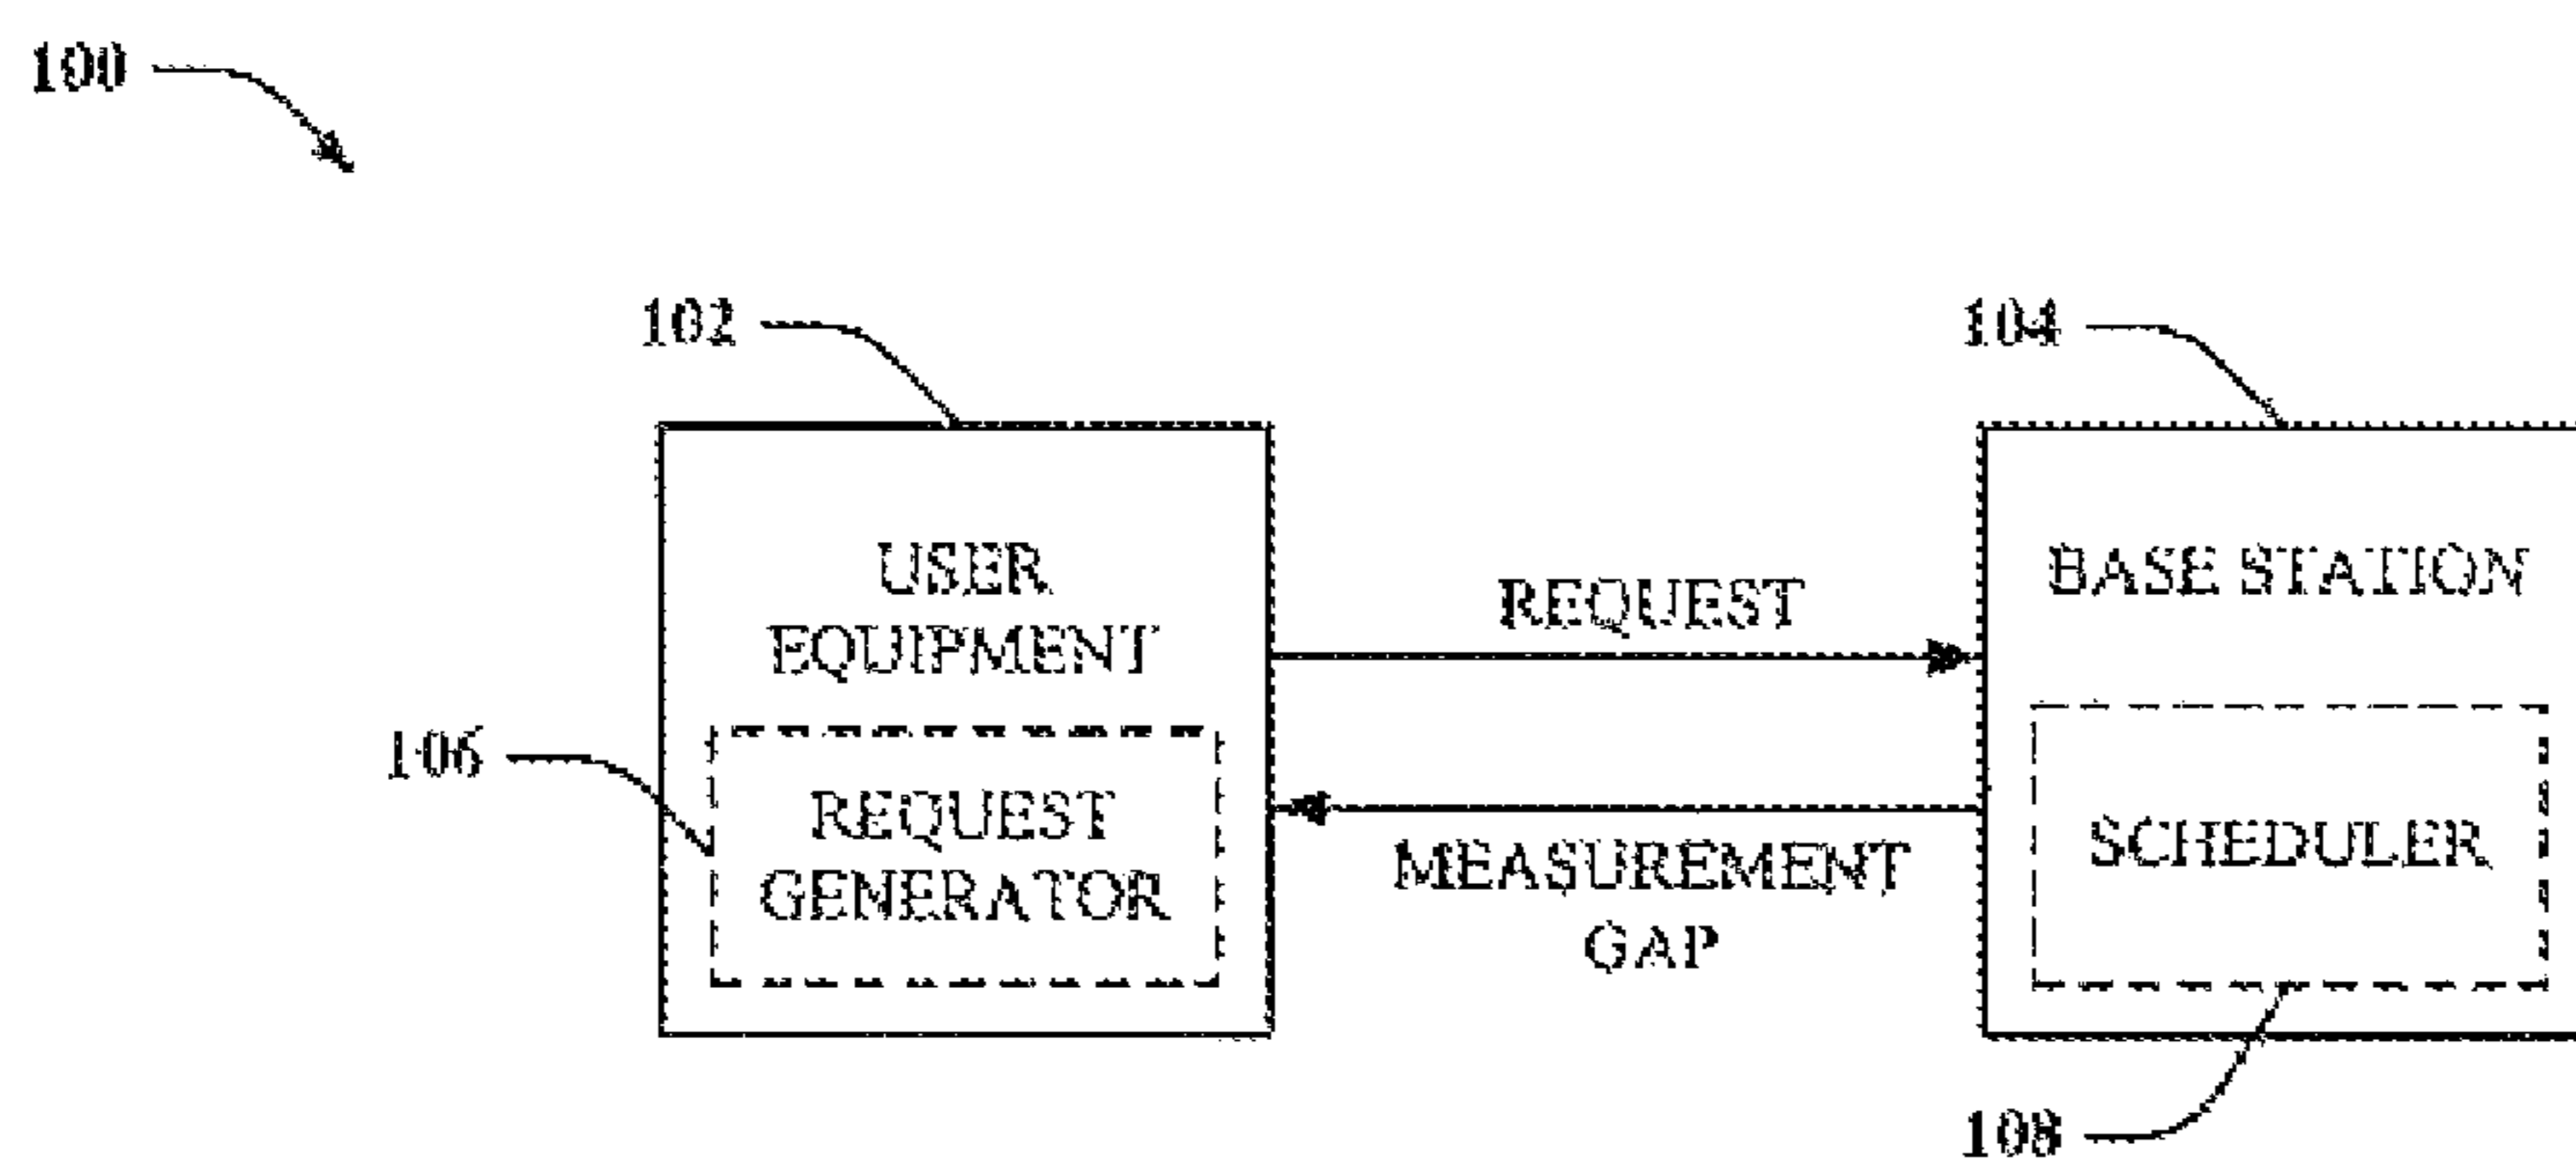 100
102
104
USER
EQUIPMENT
BASE STATION
REQUEST
106
REQUEST
GENERATOR
MEASUREMENT
GAP
SCHEDULER
108